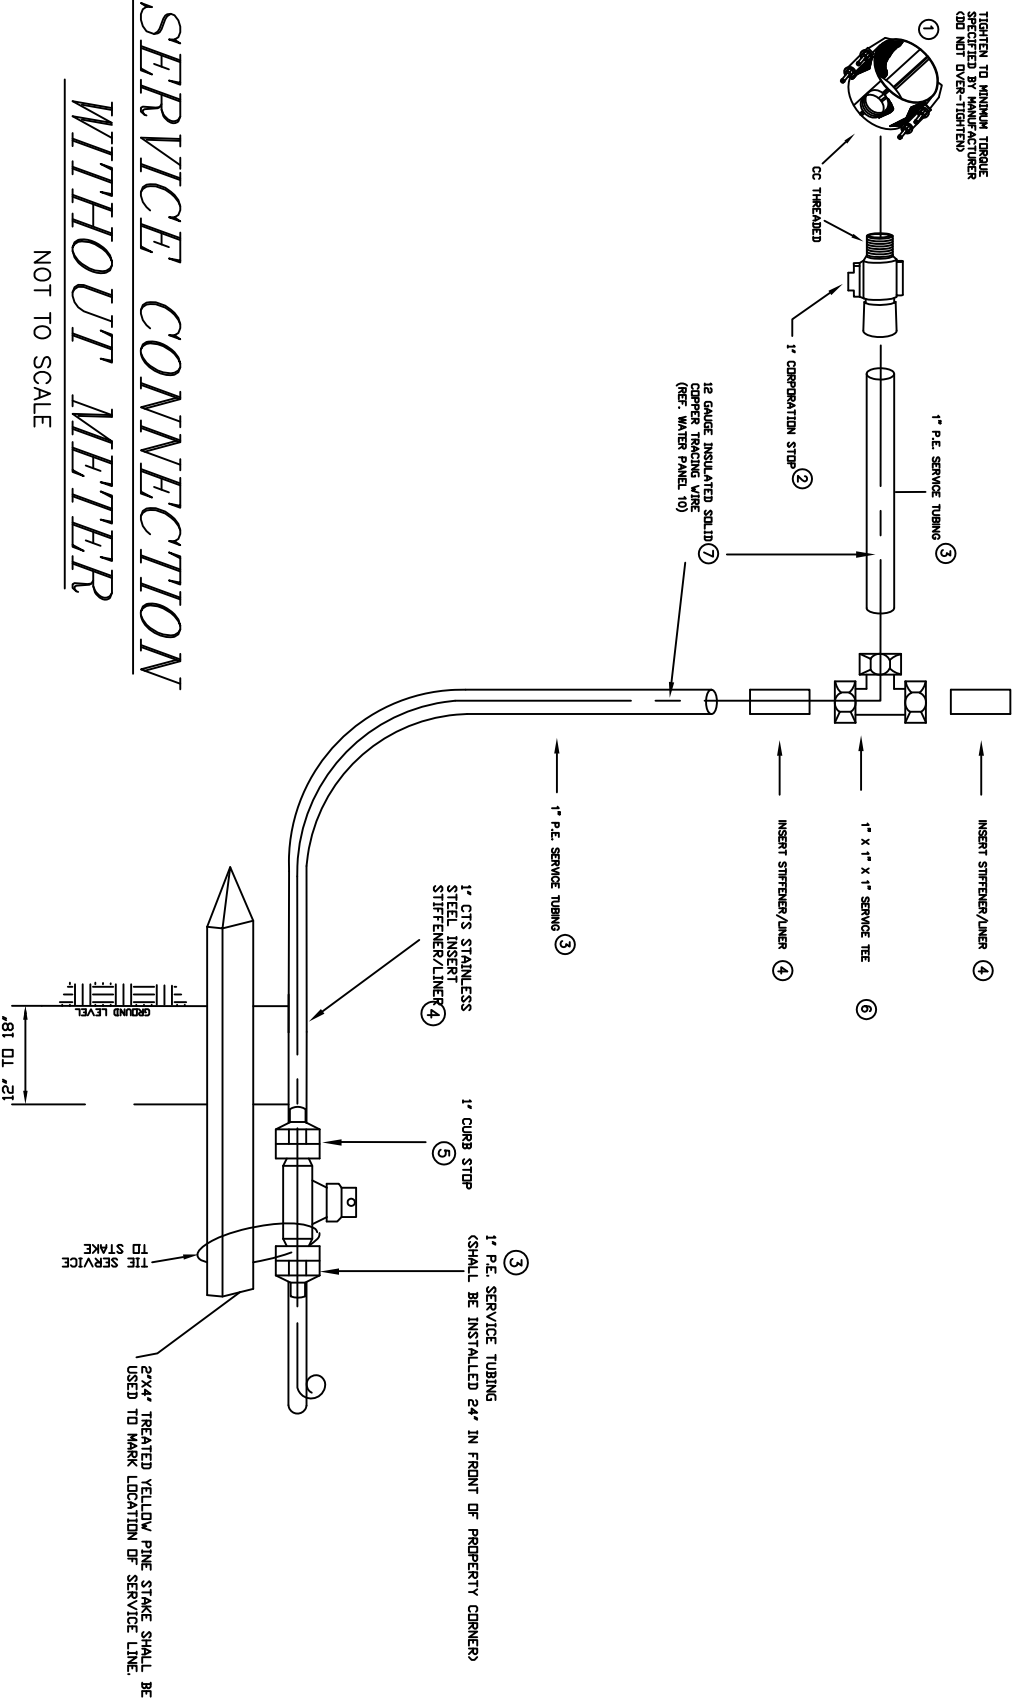 TIGHTEN TO MINIMUM TORQUE
SPECIFIED BY MANUFACTURER
(DO NOT OVER-TIGHTEN)
1
CC THREADED
1" CORPORATION STOP 2
1" P.E. SERVICE TUBING 3
12 GAUGE INSULATED SOLID 7
COPPER TRACING WIRE
(REF. WATER PANEL 10)
INSERT STIFFENER/LINER 4
1" X 1" X 1" SERVICE TEE 6
INSERT STIFFENER/LINER 4
1" P.E. SERVICE TUBING 3
1" CTS STAINLESS
STEEL INSERT
STIFFENER/LINER 4
1" CURB STOP
5
3
1" P.E. SERVICE TUBING
(SHALL BE INSTALLED 24" IN FRONT OF PROPERTY CORNER)
GROUND LEVEL
12" TO 18"
TIE SERVICE
TO STAKE
2"X4" TREATED YELLOW PINE STAKE SHALL BE
USED TO MARK LOCATION OF SERVICE LINE.
SERVICE CONNECTION
WITHOUT METER
NOT TO SCALE